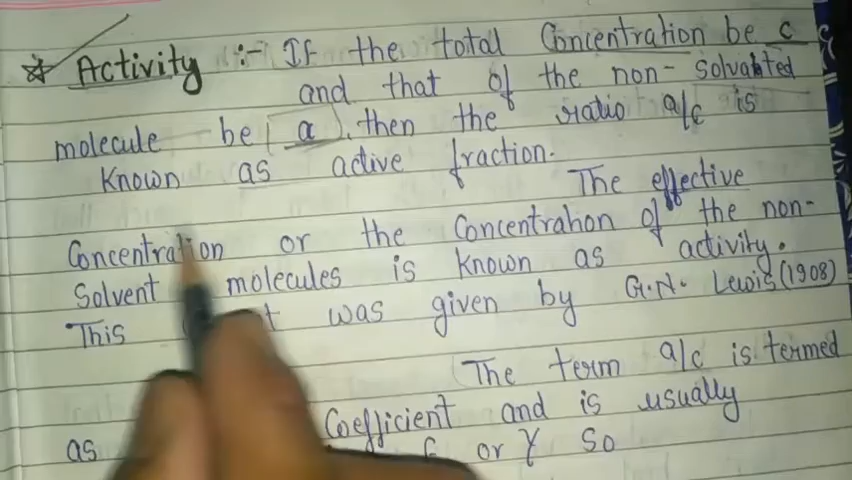 * Activity :- If the total Concentration be c
and that of the non-solvated
molecule be a, then the ratio a/c is
known as active fraction.
The effective
Concentration or the Concentration of the non-
Solvent molecules is known as activity.
This was given by G.N. Lewis (1908)
The term a/c is termed
as Coefficient and is usually
or γ So